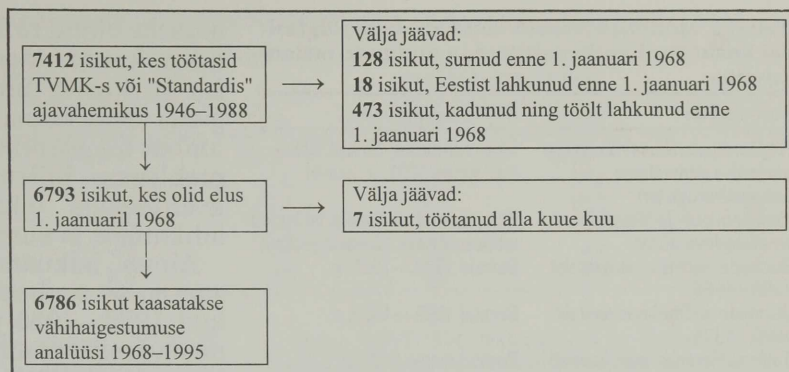 7412 isikut, kes töötasid
TVMK-s või "Standardis"
ajavahemikus 1946–1988
Välja jäävad:
128 isikut, surnud enne 1. jaanuari 1968
18 isikut, Eestist lahkunud enne 1. jaanuari 1968
473 isikut, kadunud ning töölt lahkunud enne
1. jaanuari 1968
6793 isikut, kes olid elus
1. jaanuaril 1968
Välja jäävad:
7 isikut, töötanud alla kuue kuu
6786 isikut kaasatakse
vähihaigestumuse
analüüsi 1968–1995